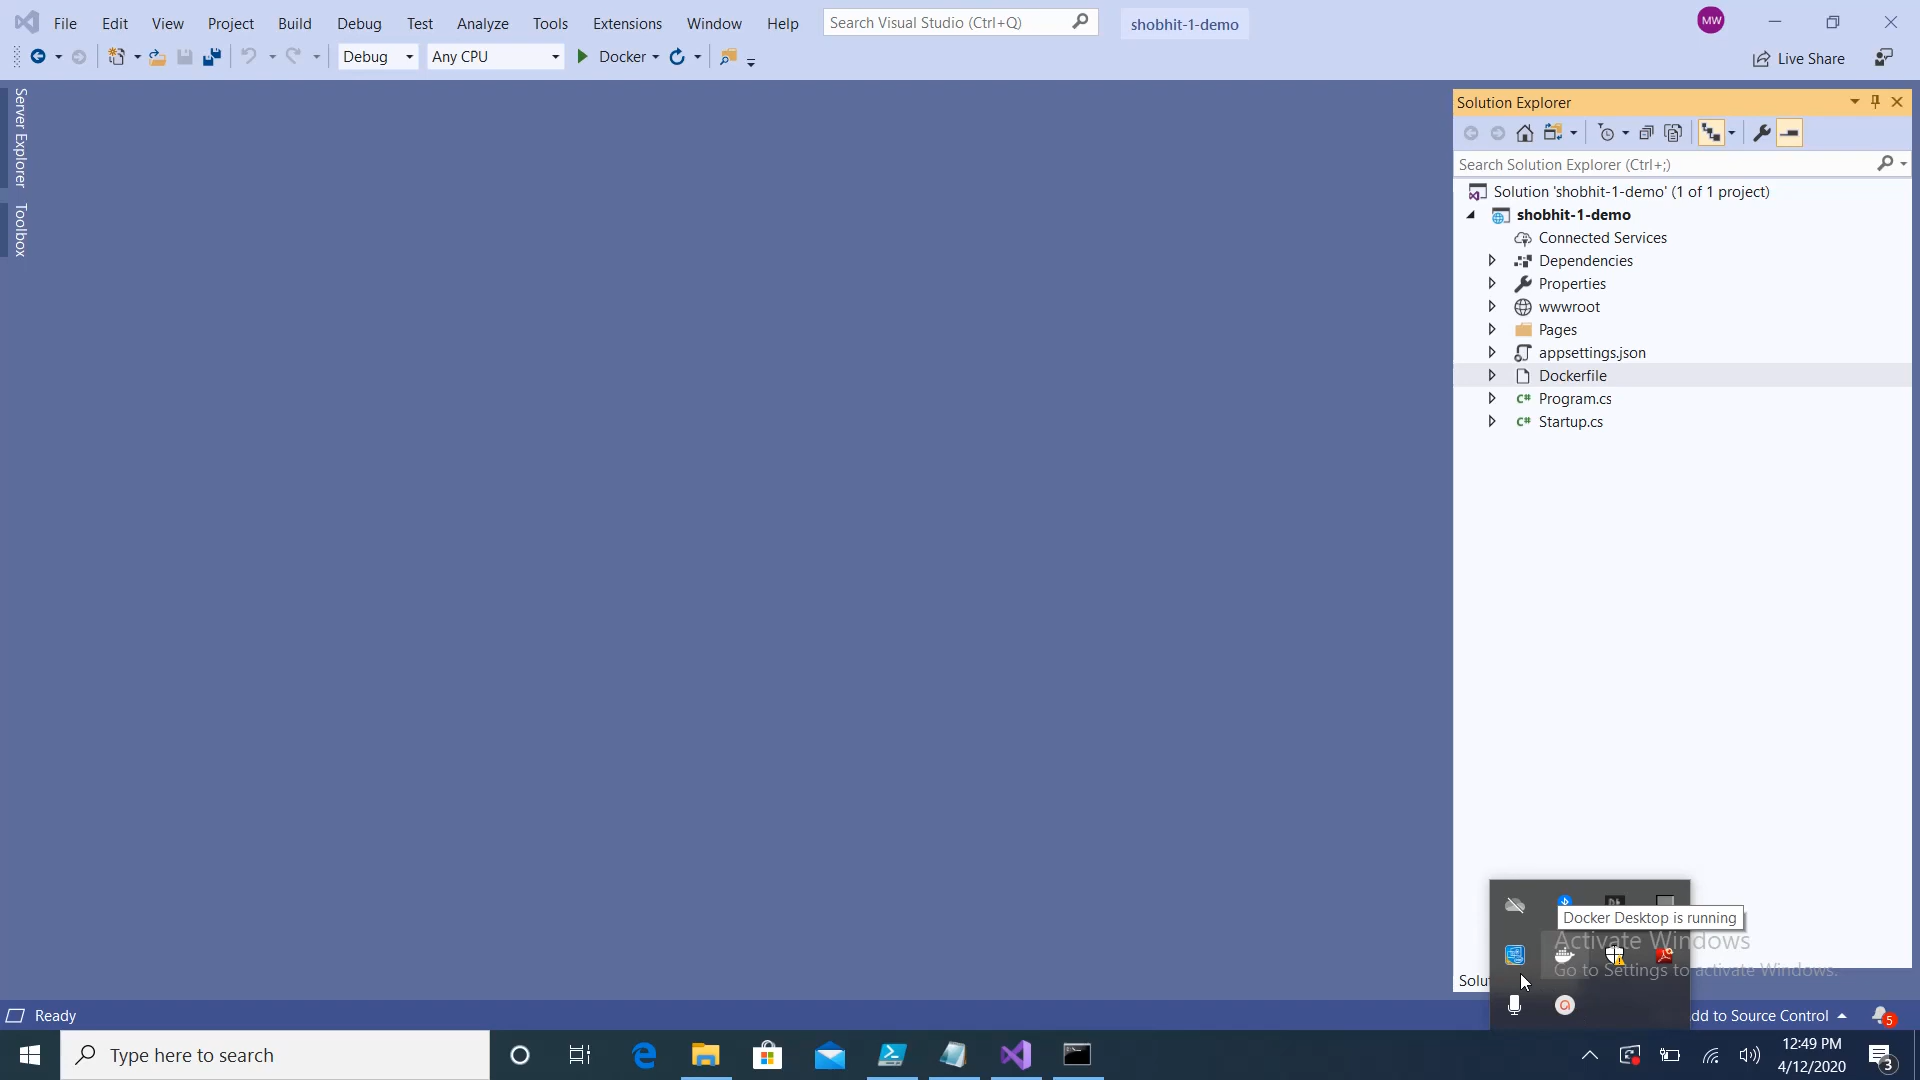 File Edit View Project Build Debug Test Analyze Tools Extensions Window Help
Search Visual Studio (Ctrl+Q)
shobhit-1-demo
MW
Debug Any CPU Docker
Live Share
Server Explorer
Toolbox
Solution Explorer
Search Solution Explorer (Ctrl+;)
Solution 'shobhit-1-demo' (1 of 1 project)
shobhit-1-demo
Connected Services
Dependencies
Properties
wwwroot
Pages
appsettings.json
Dockerfile
C# Program.cs
C# Startup.cs
Docker Desktop is running
Activate Windows
Go to Settings to activate Windows.
Solu
Ready
dd to Source Control
5
Type here to search
12:49 PM
4/12/2020
3